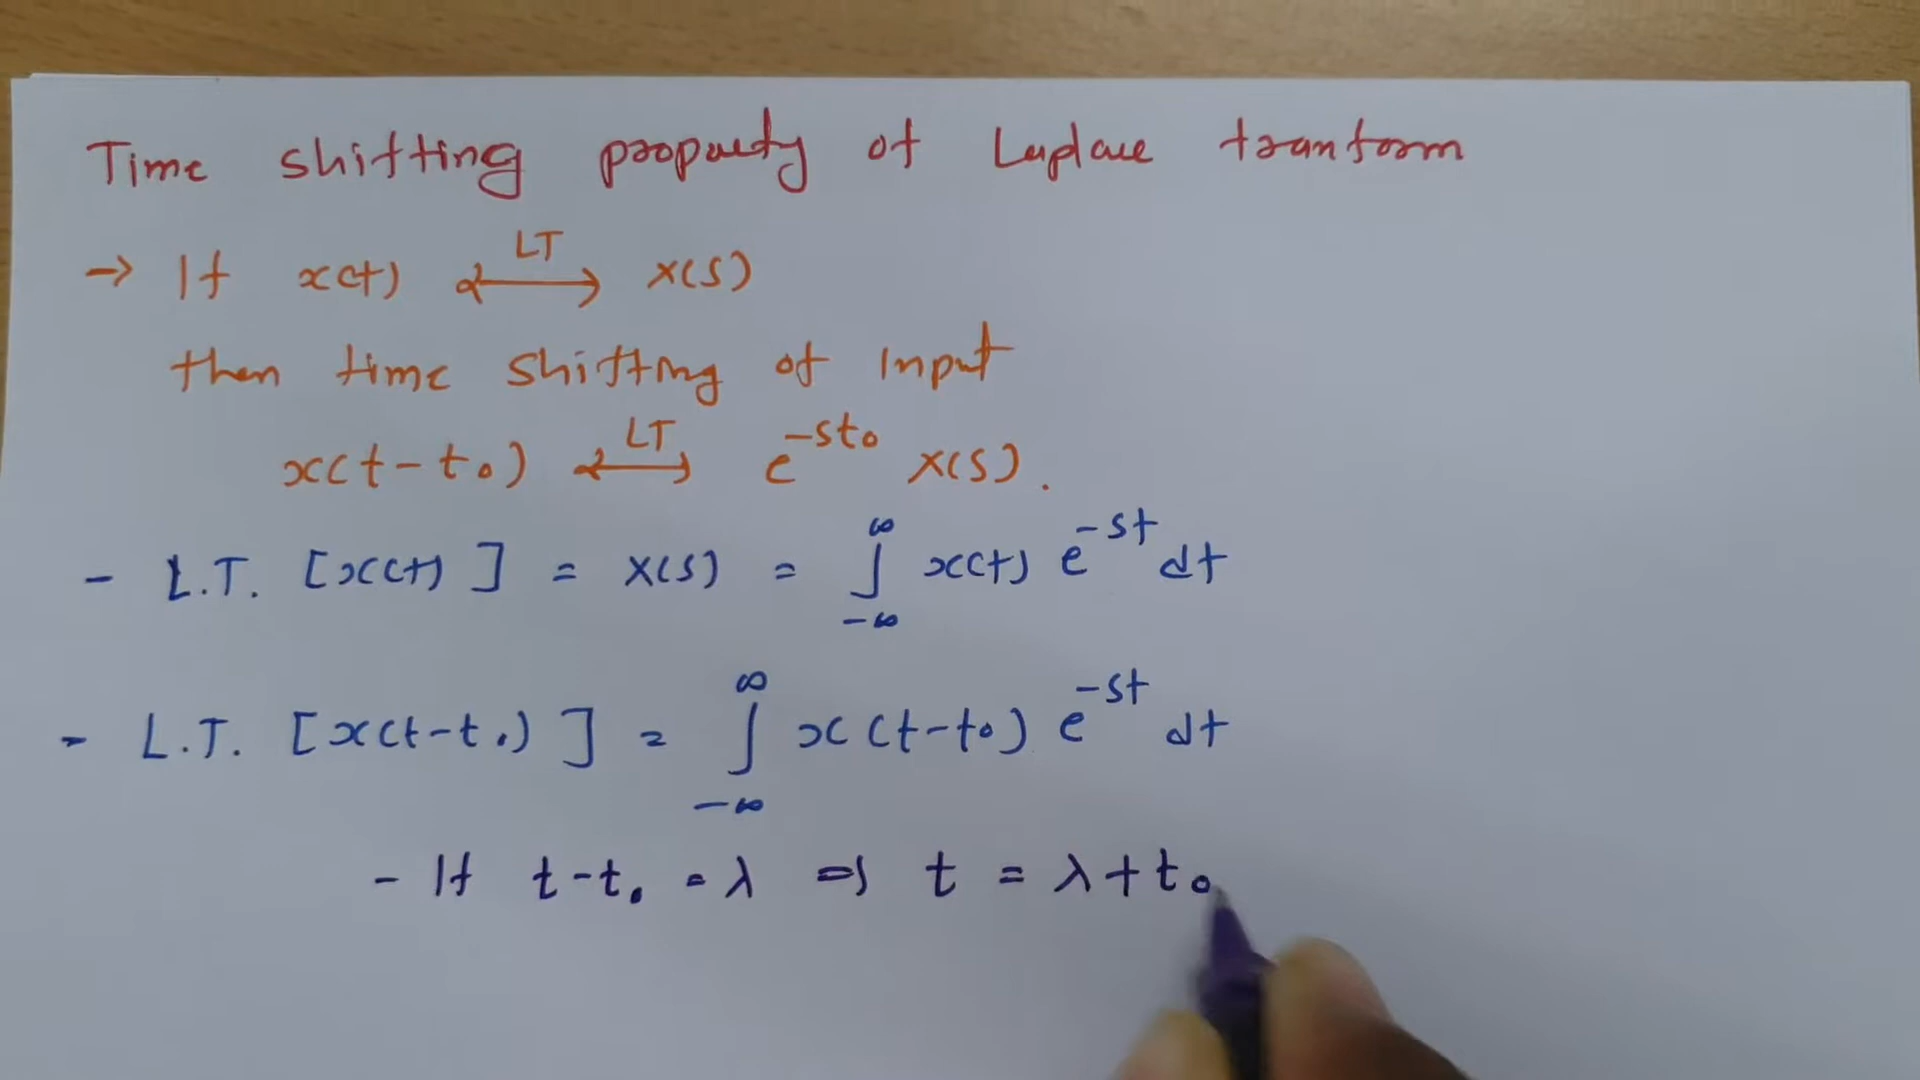 Time shifting property of Laplace tranform
→ If x(t) ←LT→ X(s)
then time shifting of input
x(t-t₀) ←LT→ e^-st₀ X(s).
- L.T. [x(t)] = X(s) = ∫_-∞^∞ x(t) e^-st dt
- L.T. [x(t-t₀)] = ∫_-∞^∞ x(t-t₀) e^-st dt
- If t-t₀ = λ ⇒ t = λ+t₀